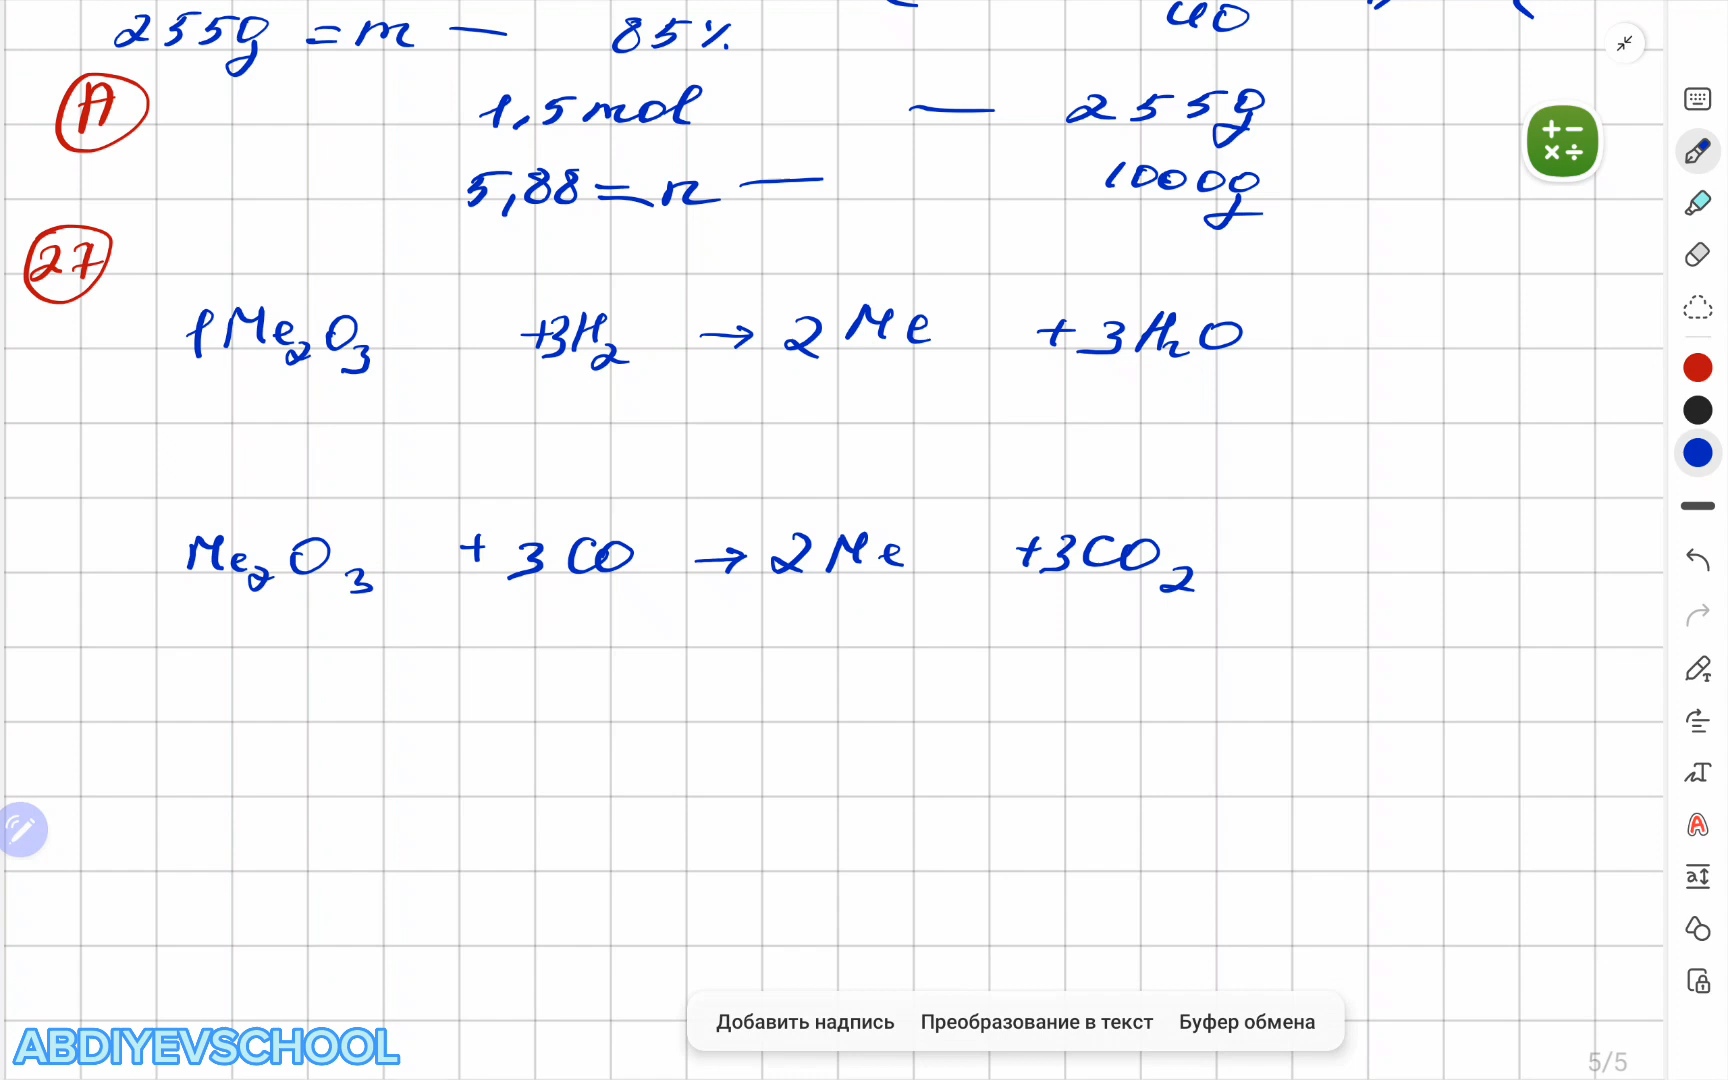 40
255g = m — 85%
A 1,5 mol — 255g
5,88 = n — 1000g
27
1Me₂O₃ +3H₂ → 2Me +3H₂O
Me₂O₃ + 3CO → 2Me +3CO₂
Добавить надпись Преобразование в текст Буфер обмена
ABDIYEVSCHOOL
5/5